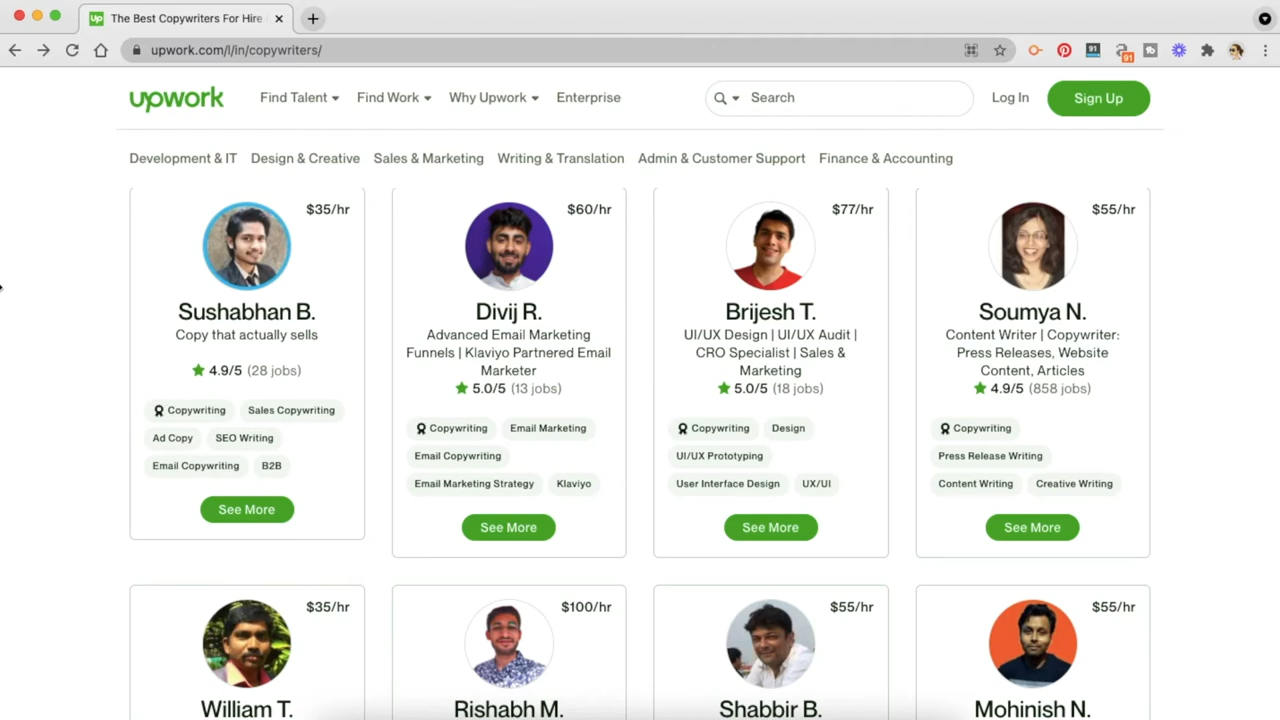 Up The Best Copywriters For Hire
upwork.com/l/in/copywriters/
91
91
upwork
Find Talent
Find Work
Why Upwork
Enterprise
Search
Log In
Sign Up
Development & IT
Design & Creative
Sales & Marketing
Writing & Translation
Admin & Customer Support
Finance & Accounting
$35/hr
Sushabhan B.
Copy that actually sells
4.9/5 (28 jobs)
Copywriting
Sales Copywriting
Ad Copy
SEO Writing
Email Copywriting
B2B
See More
$60/hr
Divij R.
Advanced Email Marketing
Funnels | Klaviyo Partnered Email
Marketer
5.0/5 (13 jobs)
Copywriting
Email Marketing
Email Copywriting
Email Marketing Strategy
Klaviyo
See More
$77/hr
Brijesh T.
UI/UX Design | UI/UX Audit |
CRO Specialist | Sales &
Marketing
5.0/5 (18 jobs)
Copywriting
Design
UI/UX Prototyping
User Interface Design
UX/UI
See More
$55/hr
Soumya N.
Content Writer | Copywriter:
Press Releases, Website
Content, Articles
4.9/5 (858 jobs)
Copywriting
Press Release Writing
Content Writing
Creative Writing
See More
$35/hr
William T.
$100/hr
Rishabh M.
$55/hr
Shabbir B.
$55/hr
Mohinish N.